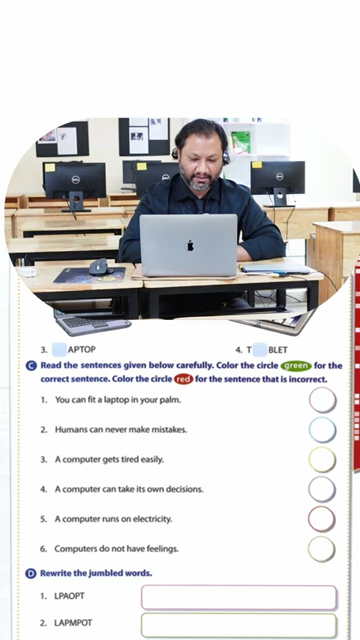 DELL
DELL
DELL
3. APTOP 4. T BLET
C Read the sentences given below carefully. Color the circle green for the
correct sentence. Color the circle red for the sentence that is incorrect.
1. You can fit a laptop in your palm.
2. Humans can never make mistakes.
3. A computer gets tired easily.
4. A computer can take its own decisions.
5. A computer runs on electricity.
6. Computers do not have feelings.
D Rewrite the jumbled words.
1. LPAOPT
2. LAPMPOT